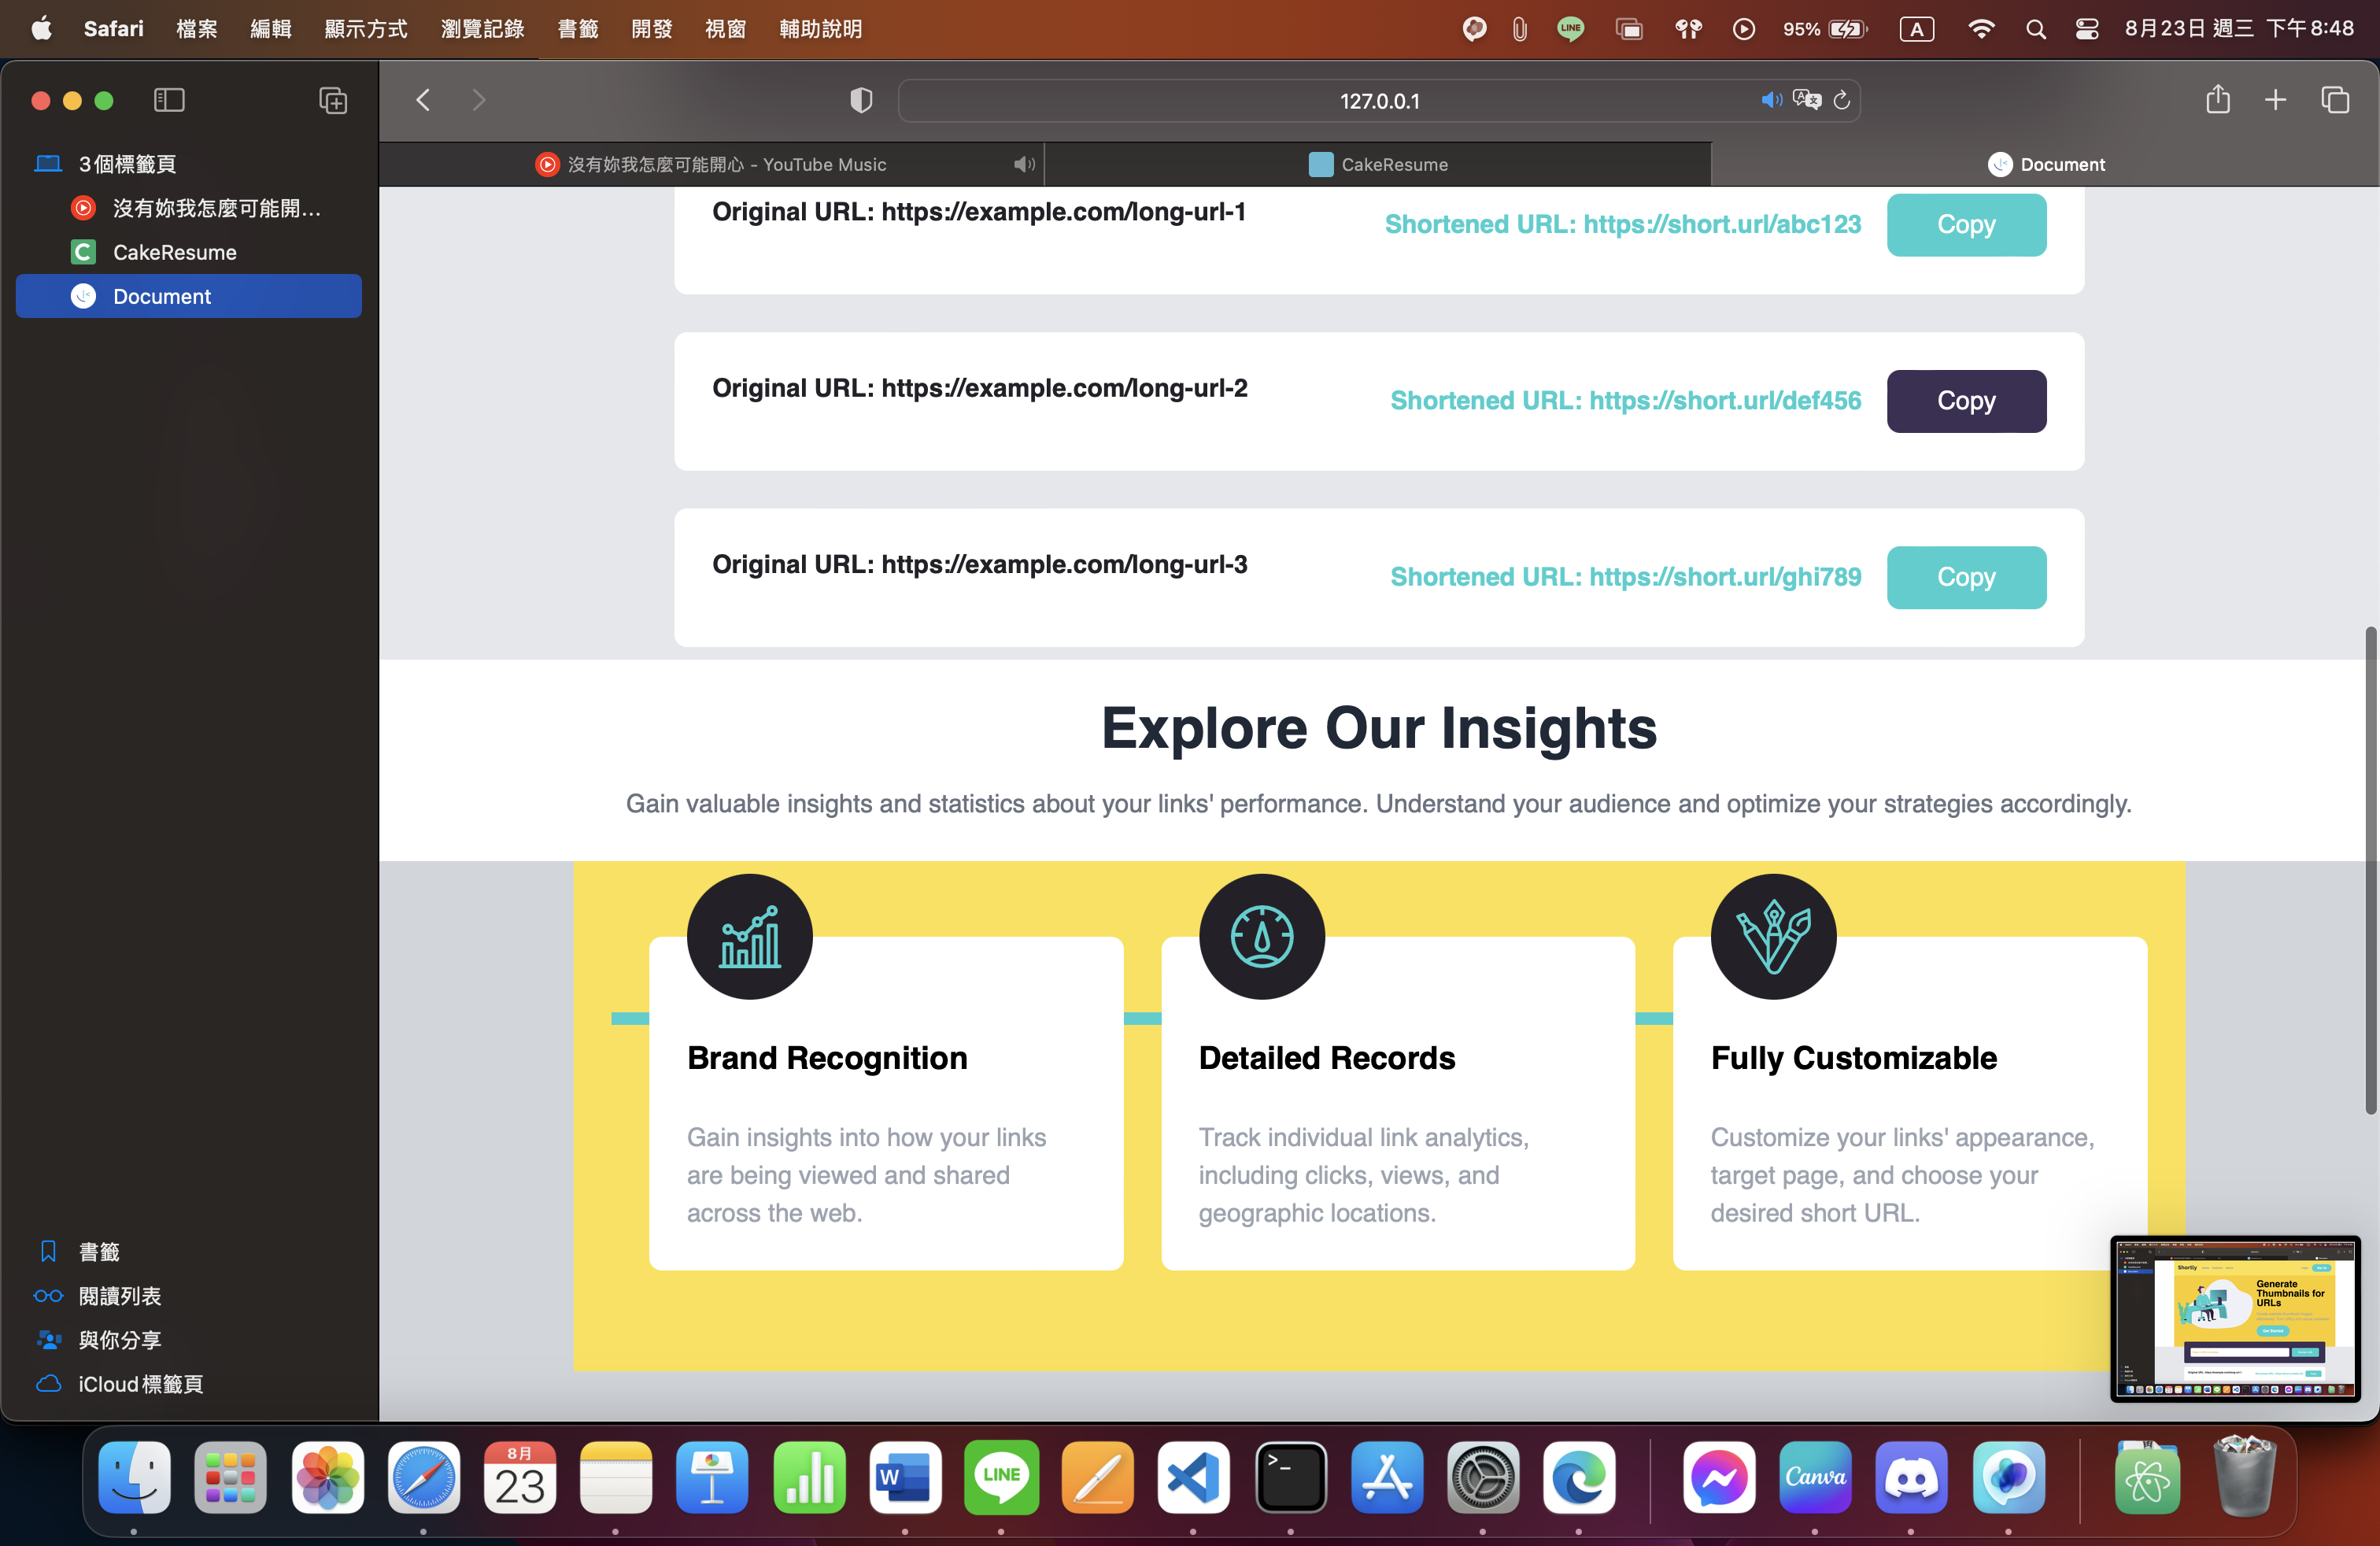 Safari 檔案 編輯 顯示方式 瀏覽記錄 書籤 開發 視窗 輔助說明
LINE 95% A 8月23日 週三 下午8:48
127.0.0.1
沒有妳我怎麼可能開心 - YouTube Music
CakeResume
Document
3個標籤頁
沒有妳我怎麼可能開...
C CakeResume
Document
書籤
閱讀列表
與你分享
iCloud標籤頁
Original URL: https://example.com/long-url-1
Shortened URL: https://short.url/abc123
Copy
Original URL: https://example.com/long-url-2
Shortened URL: https://short.url/def456
Copy
Original URL: https://example.com/long-url-3
Shortened URL: https://short.url/ghi789
Copy
Explore Our Insights
Gain valuable insights and statistics about your links' performance. Understand your audience and optimize your strategies accordingly.
Brand Recognition
Gain insights into how your links
are being viewed and shared
across the web.
Detailed Records
Track individual link analytics,
including clicks, views, and
geographic locations.
Fully Customizable
Customize your links' appearance,
target page, and choose your
desired short URL.
Shortly
Generate
Thumbnails for
URLs
8月
23
W
LINE
>_
Canva